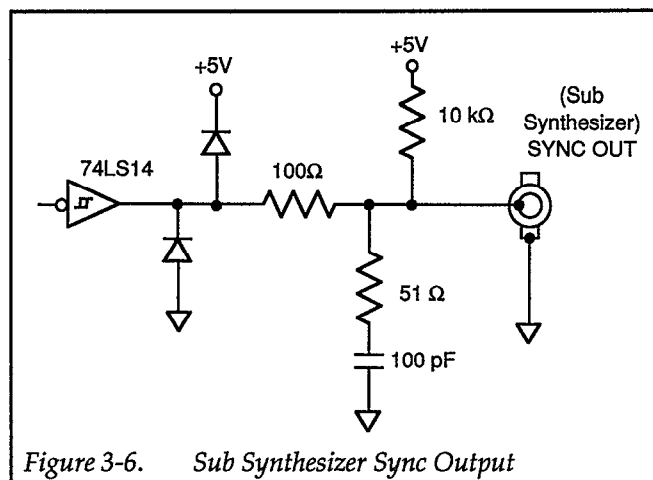 +5V
+5V
(Sub
Synthesizer)
SYNC OUT
10 kΩ
74LS14
100Ω
51 Ω
100 pF
Figure 3-6. Sub Synthesizer Sync Output